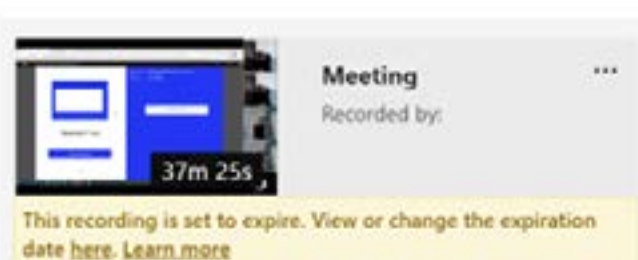 Meeting
Recorded by:
37m 25s
This recording is set to expire. View or change the expiration
date here. Learn more